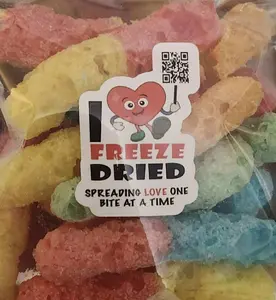 I
FREEZE
DRIED
SPREADING LOVE ONE
BITE AT A TIME